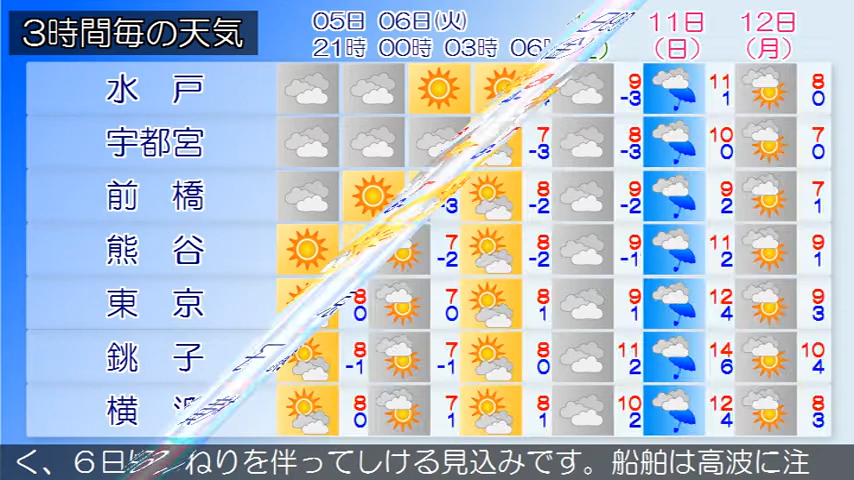 3時間毎の天気
05日 06日(火) 11日 12日
21時 00時 03時 06 (日) (月)
水 戸 9 -3 11 1 8 0
宇都宮 7 -3 8 -3 10 0 7 0
前 橋 -3 8 -2 9 -2 9 2 7 1
熊 谷 7 -2 8 -2 9 -1 11 2 9 1
東 京 8 0 7 0 8 1 9 1 12 4 9 3
銚 子 8 -1 7 -1 8 0 11 2 14 6 10 4
横 8 0 7 1 8 1 10 2 12 4 8 3
く、6日 ねりを伴ってしける見込みです。船舶は高波に注